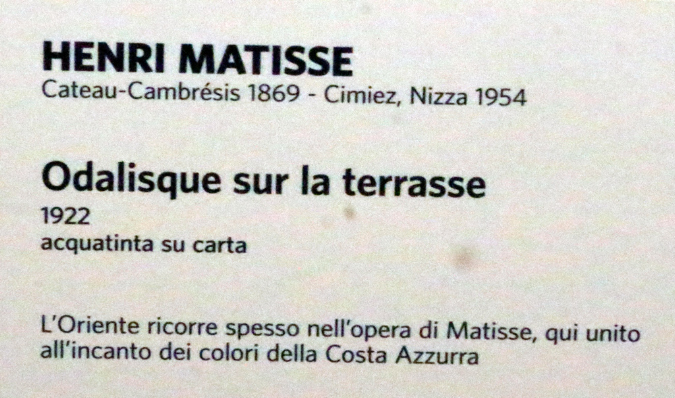 HENRI MATISSE
Cateau-Cambrésis 1869 - Cimiez, Nizza 1954
Odalisque sur la terrasse
1922
acquatinta su carta
L'Oriente ricorre spesso nell'opera di Matisse, qui unito
all'incanto dei colori della Costa Azzurra